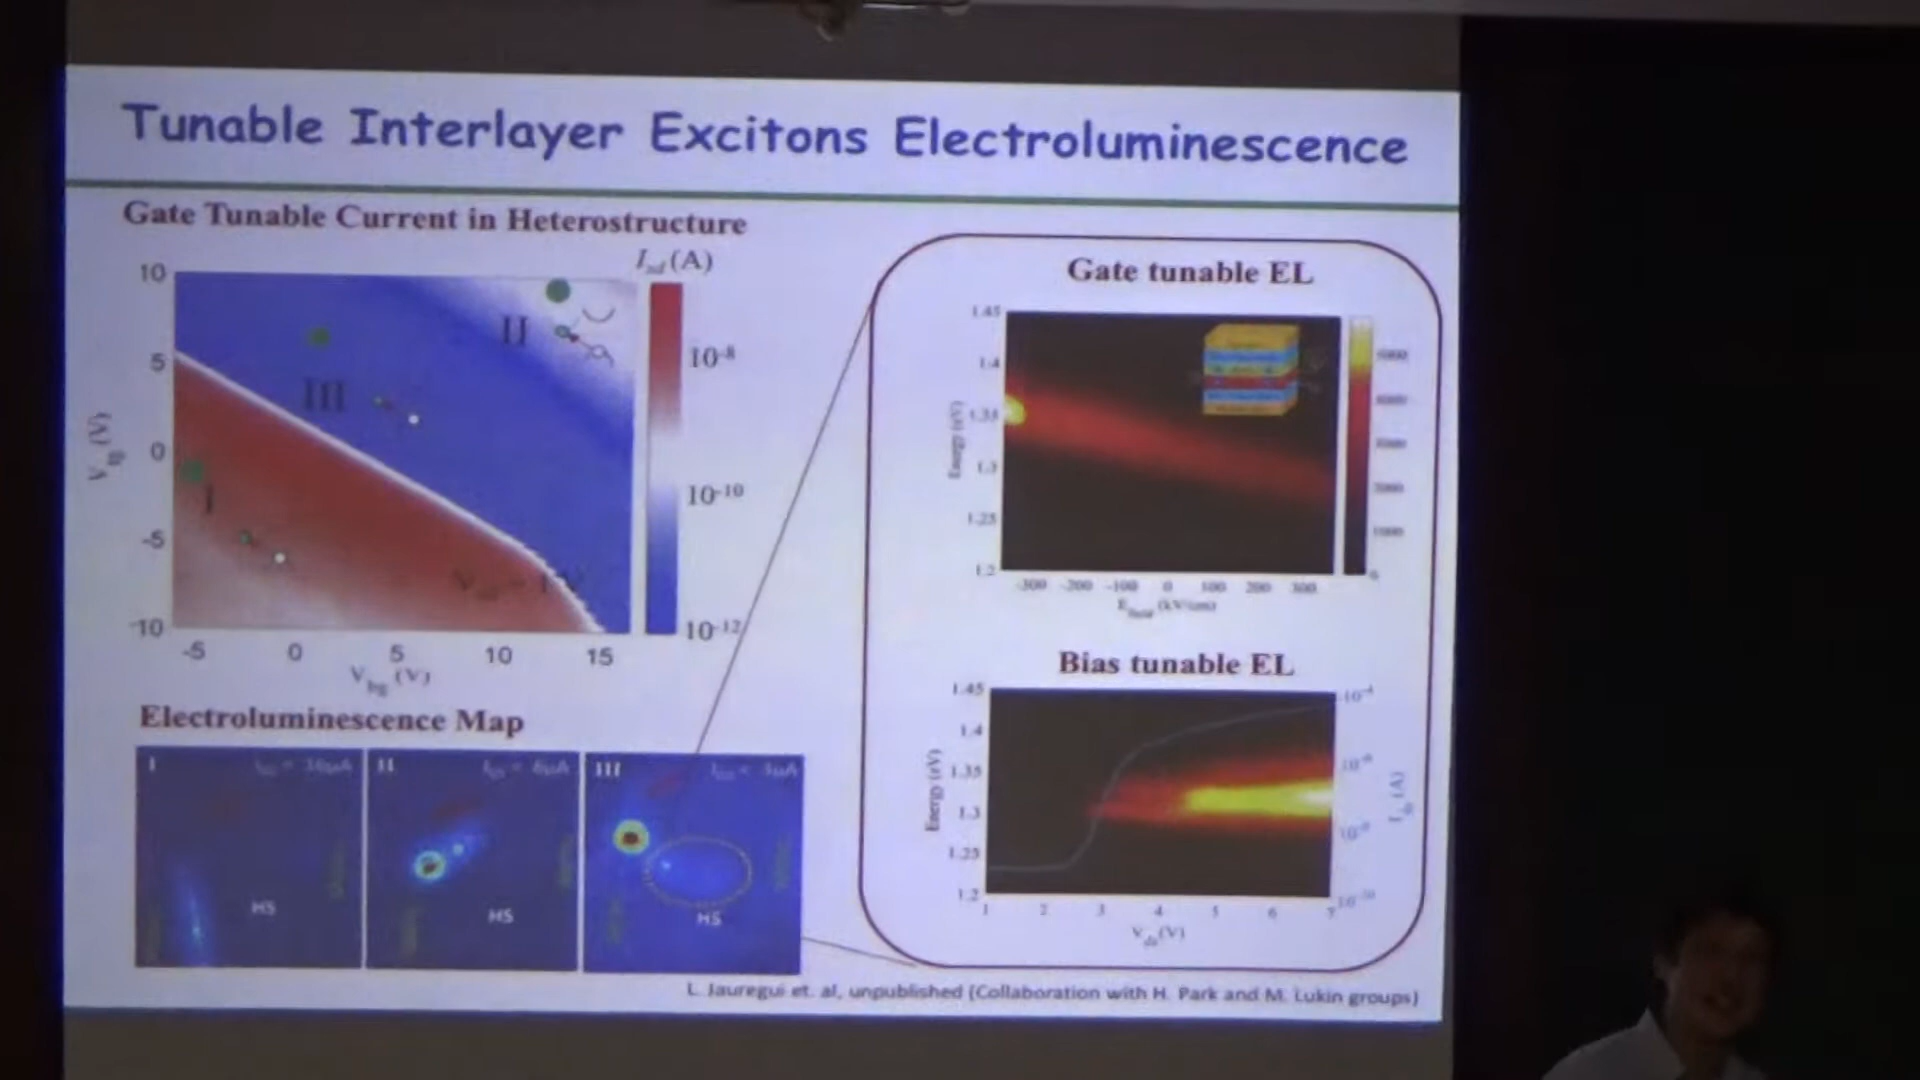 Tunable Interlayer Excitons Electroluminescence
Gate Tunable Current in Heterostructure
10
5
0
-5
-10
-5 0 5 10 15
V_bg (V)
V_tg (V)
I
II
III
(A)
10^-8
10^-10
10^-12
Electroluminescence Map
I
II
III
HS
HS
HS
Gate tunable EL
1.45
1.4
1.35
1.3
1.25
1.2
Energy (eV)
-300 -200 -100 0 100 200 300
Bias tunable EL
1.45
1.4
1.35
1.3
1.25
1.2
Energy (eV)
1 2 3 4 5 6 7
V_ds (V)
L. Jauregui et. al, unpublished (Collaboration with H. Park and M. Lukin groups)